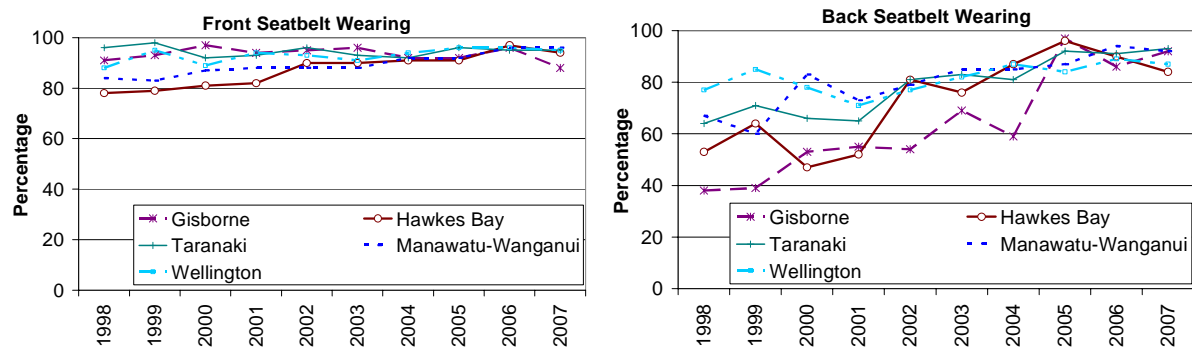 Front Seatbelt Wearing
Percentage
100
80
60
40
20
0
Gisborne
Hawkes Bay
Taranaki
Manawatu-Wanganui
Wellington
1998
1999
2000
2001
2002
2003
2004
2005
2006
2007
Back Seatbelt Wearing
Percentage
100
80
60
40
20
0
Gisborne
Hawkes Bay
Taranaki
Manawatu-Wanganui
Wellington
1998
1999
2000
2001
2002
2003
2004
2005
2006
2007